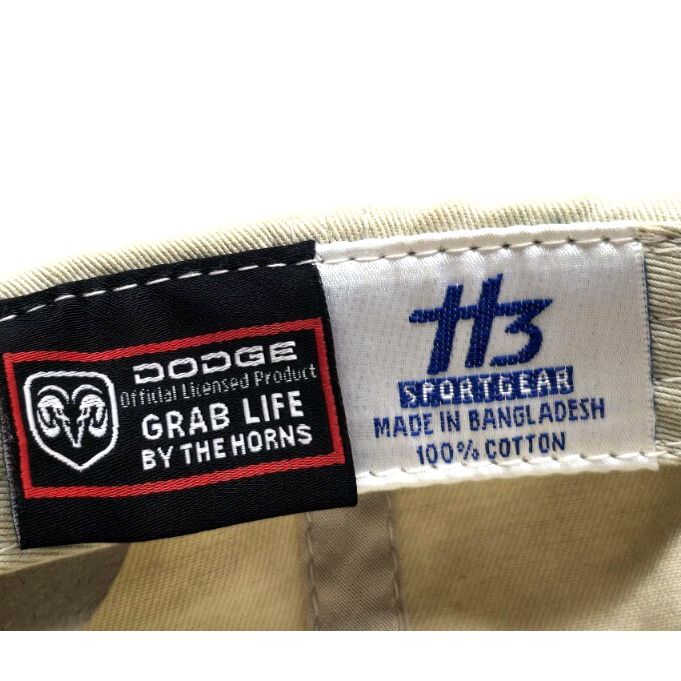 DODGE
Official Licensed Product
GRAB LIFE
BY THE HORNS
H3
SPORTGEAR
MADE IN BANGLADESH
100% COTTON